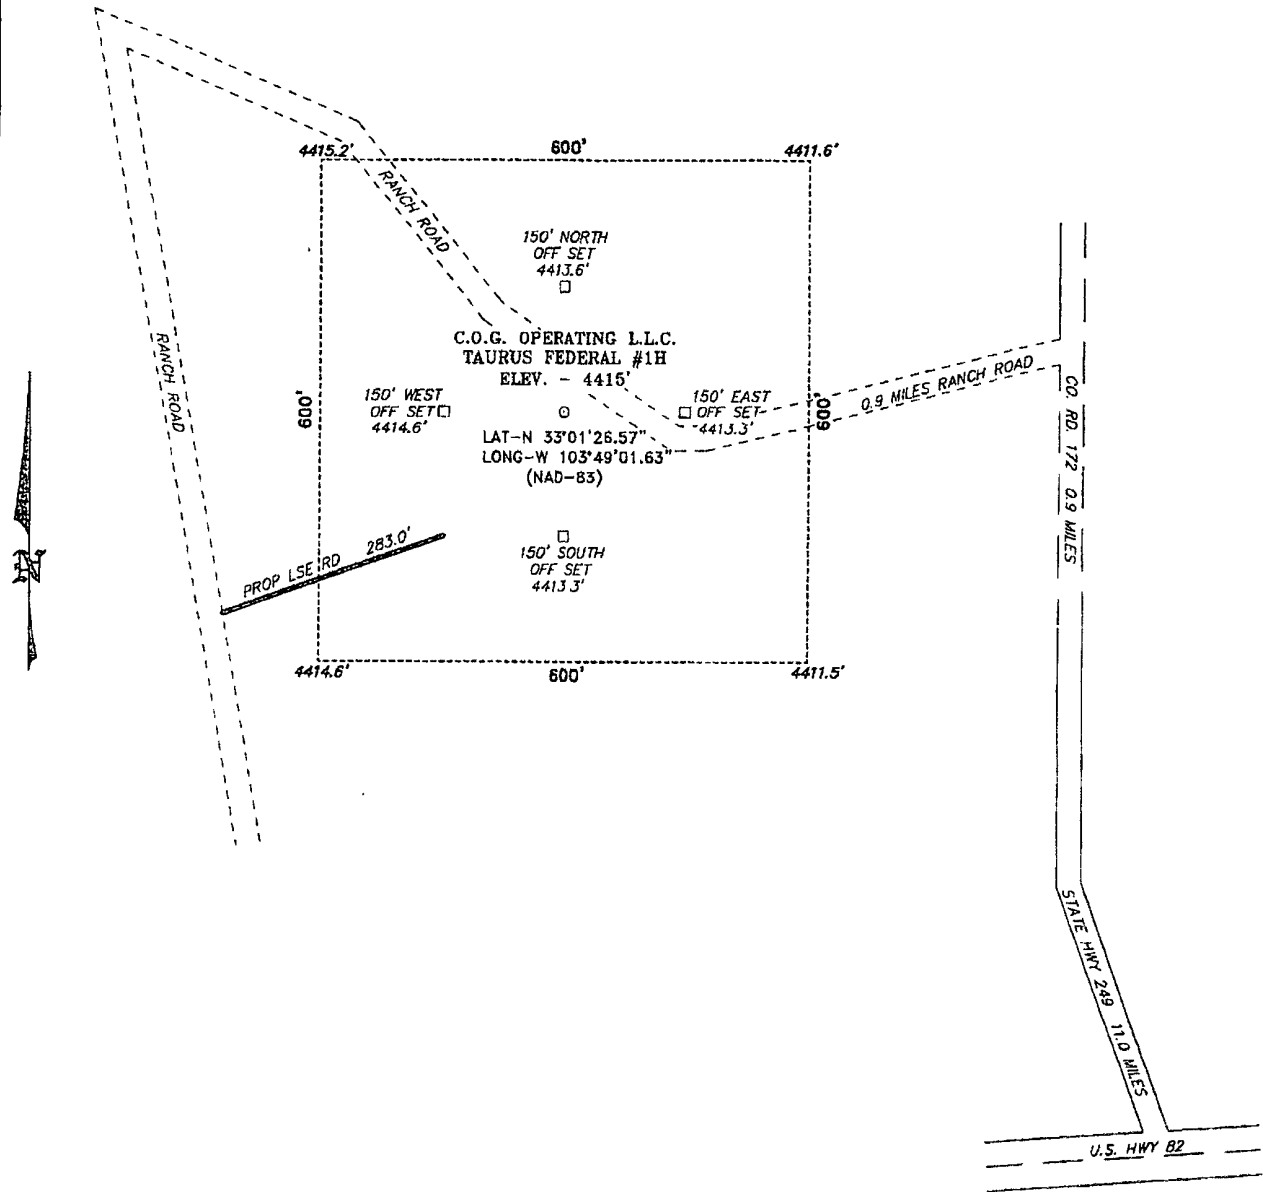 4415.2'
600'
4411.6'
RANCH ROAD
150' NORTH
OFF SET
4413.6'
C.O.G. OPERATING L.L.C.
TAURUS FEDERAL #1H
ELEV. - 4415'
RANCH ROAD
600'
150' WEST
OFF SET
4414.6'
150' EAST
OFF SET
4413.3'
600'
0.9 MILES RANCH ROAD
CO. RD. 172 0.9 MILES
LAT-N 33°01'26.57"
LONG-W 103°49'01.63"
(NAD-83)
PROP LSE RD 283.0'
150' SOUTH
OFF SET
4413.3'
4414.6'
600'
4411.5'
STATE HWY 249 11.0 MILES
U.S. HWY 82